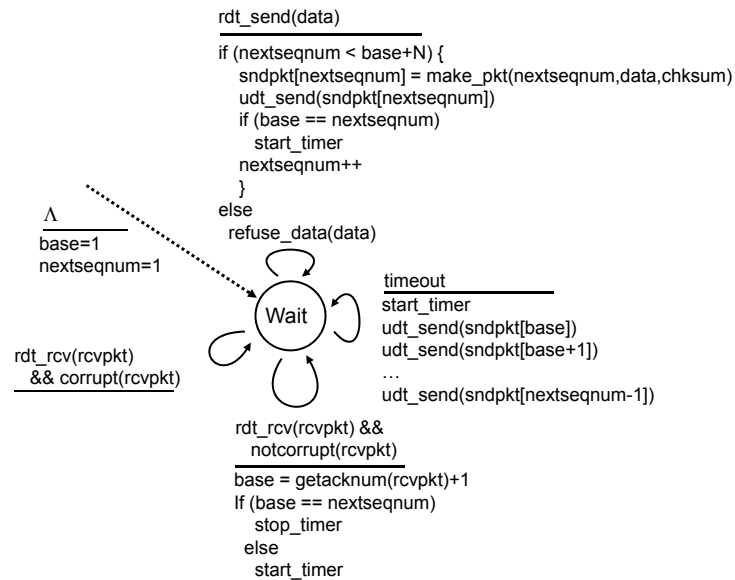 rdt_send(data)
if (nextseqnum < base+N) {
sndpkt[nextseqnum] = make_pkt(nextseqnum,data,chksum)
udt_send(sndpkt[nextseqnum])
if (base == nextseqnum)
start_timer
nextseqnum++
}
else
refuse_data(data)
Λ
base=1
nextseqnum=1
Wait
timeout
start_timer
udt_send(sndpkt[base])
udt_send(sndpkt[base+1])
…
udt_send(sndpkt[nextseqnum-1])
rdt_rcv(rcvpkt)
&& corrupt(rcvpkt)
rdt_rcv(rcvpkt) &&
notcorrupt(rcvpkt)
base = getacknum(rcvpkt)+1
If (base == nextseqnum)
stop_timer
else
start_timer